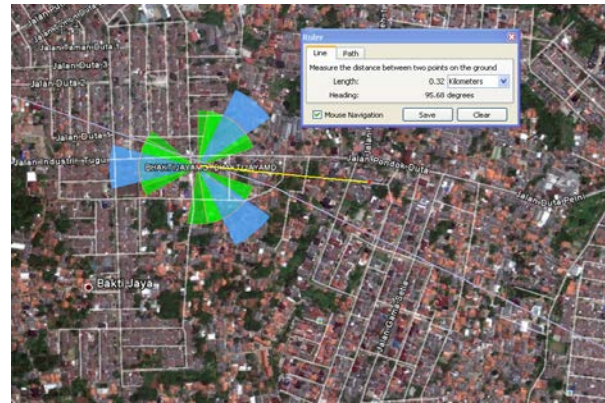 Jalan Taman Duta 1
Jalan Duta 3
Jalan Duta 2
Jalan Duta 5
Jalan Industri Tugu
Ruler
Line
Path
Measure the distance between two points on the ground
Length:
0.32
Kilometers
Heading:
95.68 degrees
Mouse Navigation
Save
Clear
Jalan Pondok Duta
Jalan Duta Pelni
Bakti Jaya